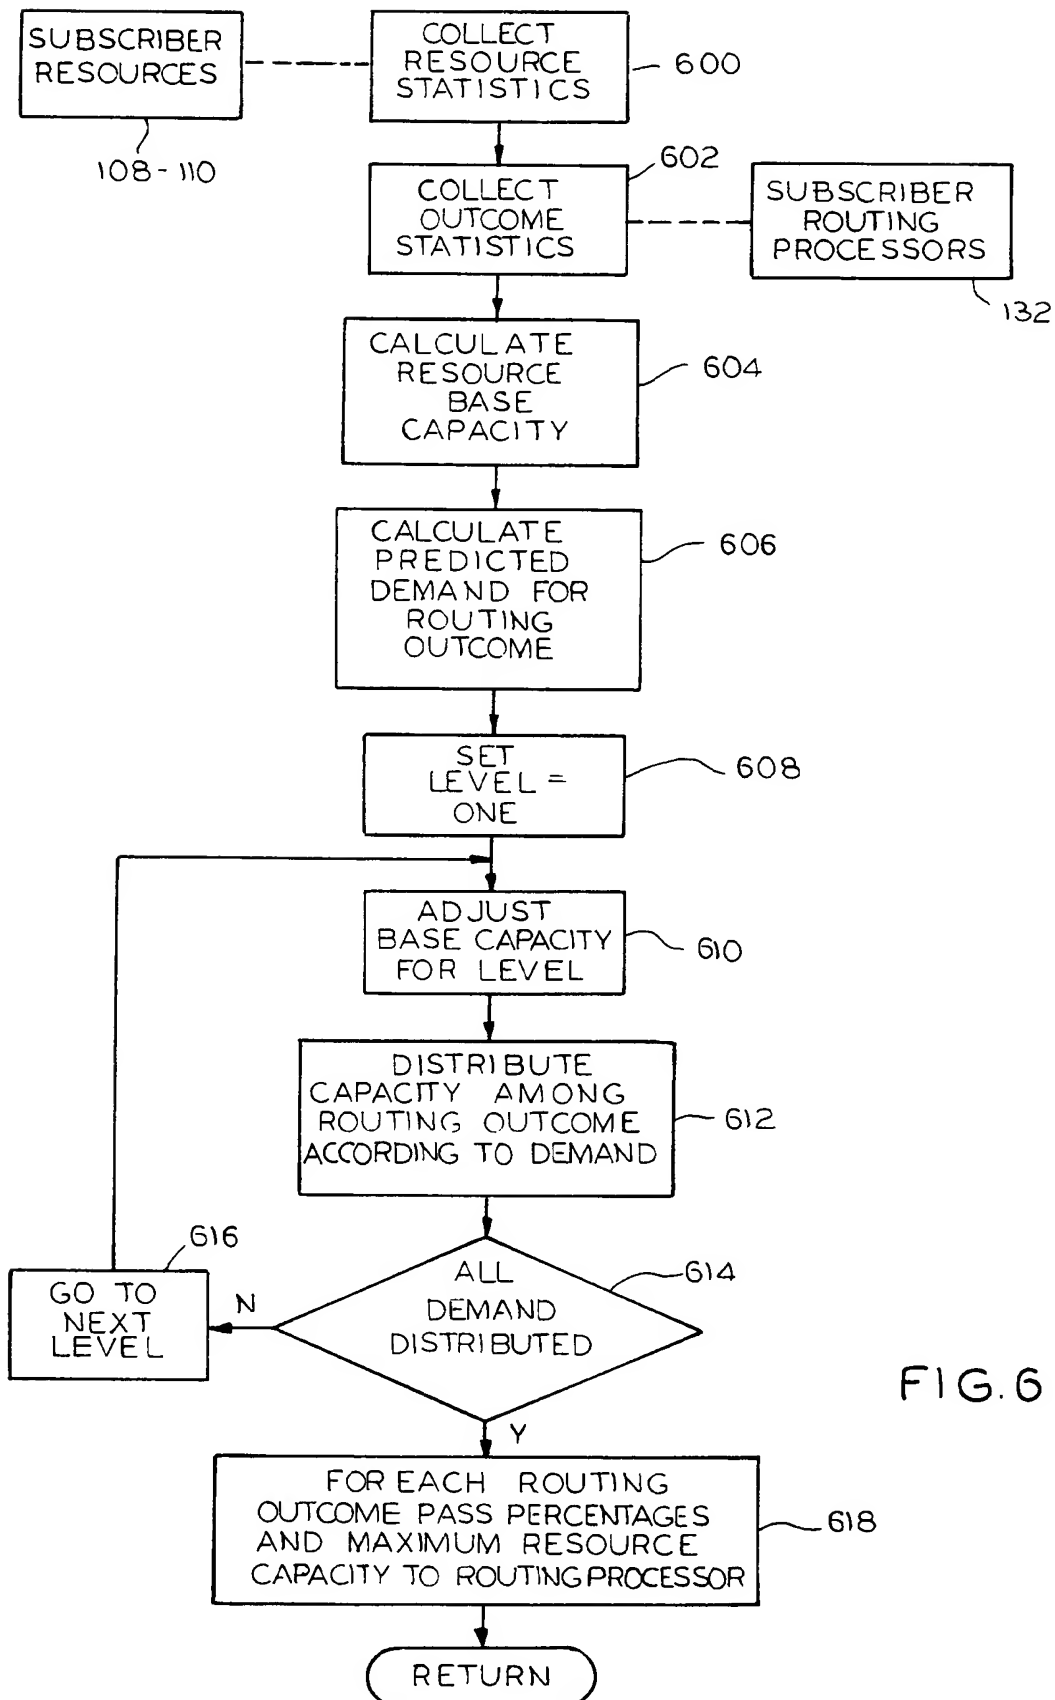 SUBSCRIBER
RESOURCES
108-110
COLLECT
RESOURCE
STATISTICS
600
COLLECT
OUTCOME
STATISTICS
602
SUBSCRIBER
ROUTING
PROCESSORS
132
CALCULATE
RESOURCE
BASE
CAPACITY
604
CALCULATE
PREDICTED
DEMAND FOR
ROUTING
OUTCOME
606
SET
LEVEL =
ONE
608
ADJUST
BASE CAPACITY
FOR LEVEL
610
DISTRIBUTE
CAPACITY AMONG
ROUTING OUTCOME
ACCORDING TO DEMAND
612
ALL
DEMAND
DISTRIBUTED
614
N
616
GO TO
NEXT
LEVEL
Y
FOR EACH ROUTING
OUTCOME PASS PERCENTAGES
AND MAXIMUM RESOURCE
CAPACITY TO ROUTING PROCESSOR
618
RETURN
FIG.6